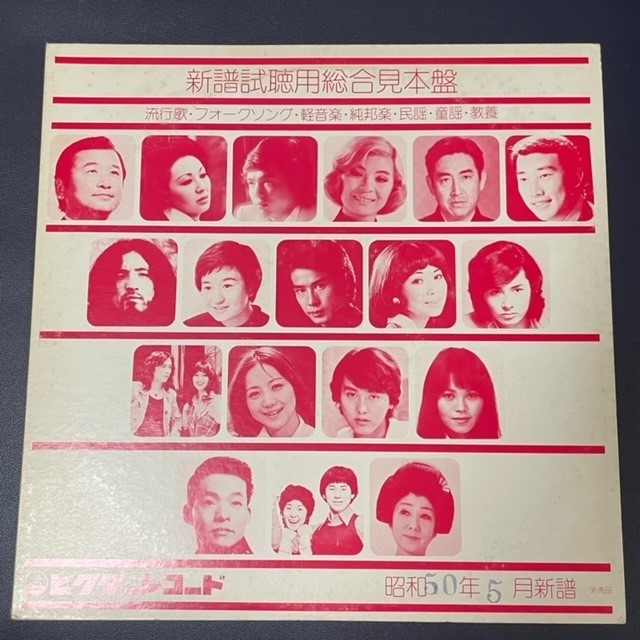 新譜試聴用総合見本盤
流行歌・フォークソング・軽音楽・純邦楽・民謡・童謡・教養
ビクターレコード
昭和50年5月新譜 非売品